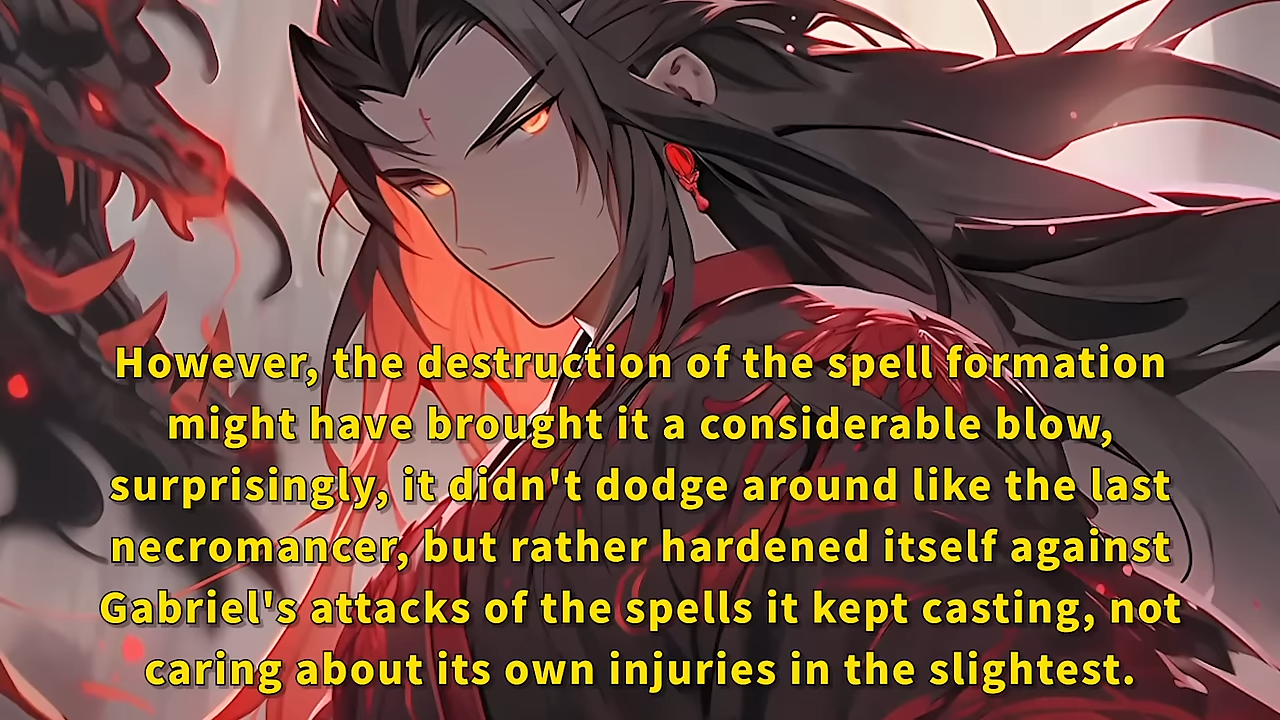 However, the destruction of the spell formation
might have brought it a considerable blow,
surprisingly, it didn't dodge around like the last
necromancer, but rather hardened itself against
Gabriel's attacks of the spells it kept casting, not
caring about its own injuries in the slightest.